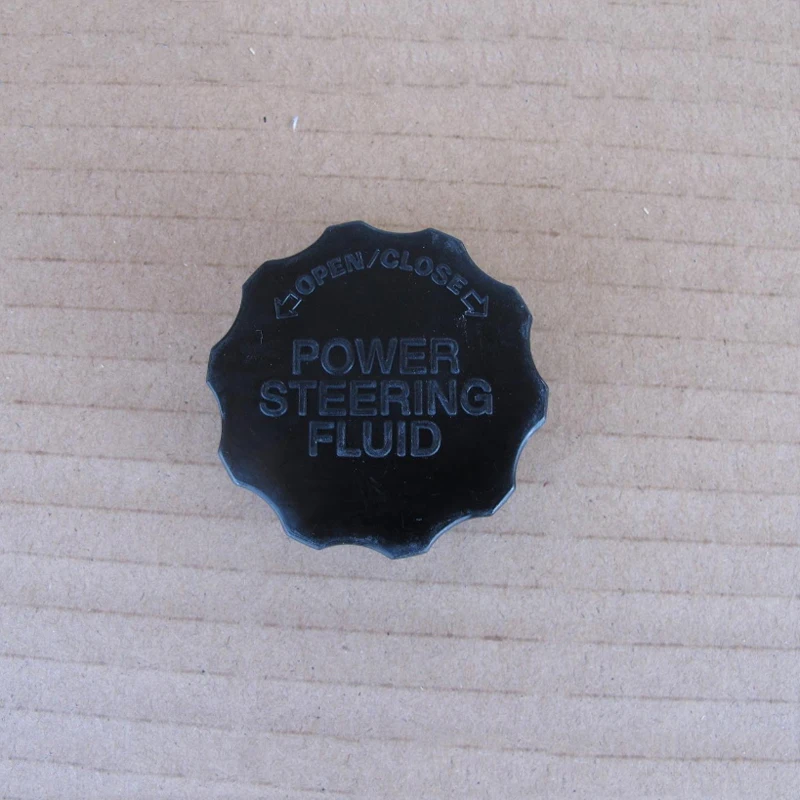 OPEN/CLOSE
POWER
STEERING
FLUID